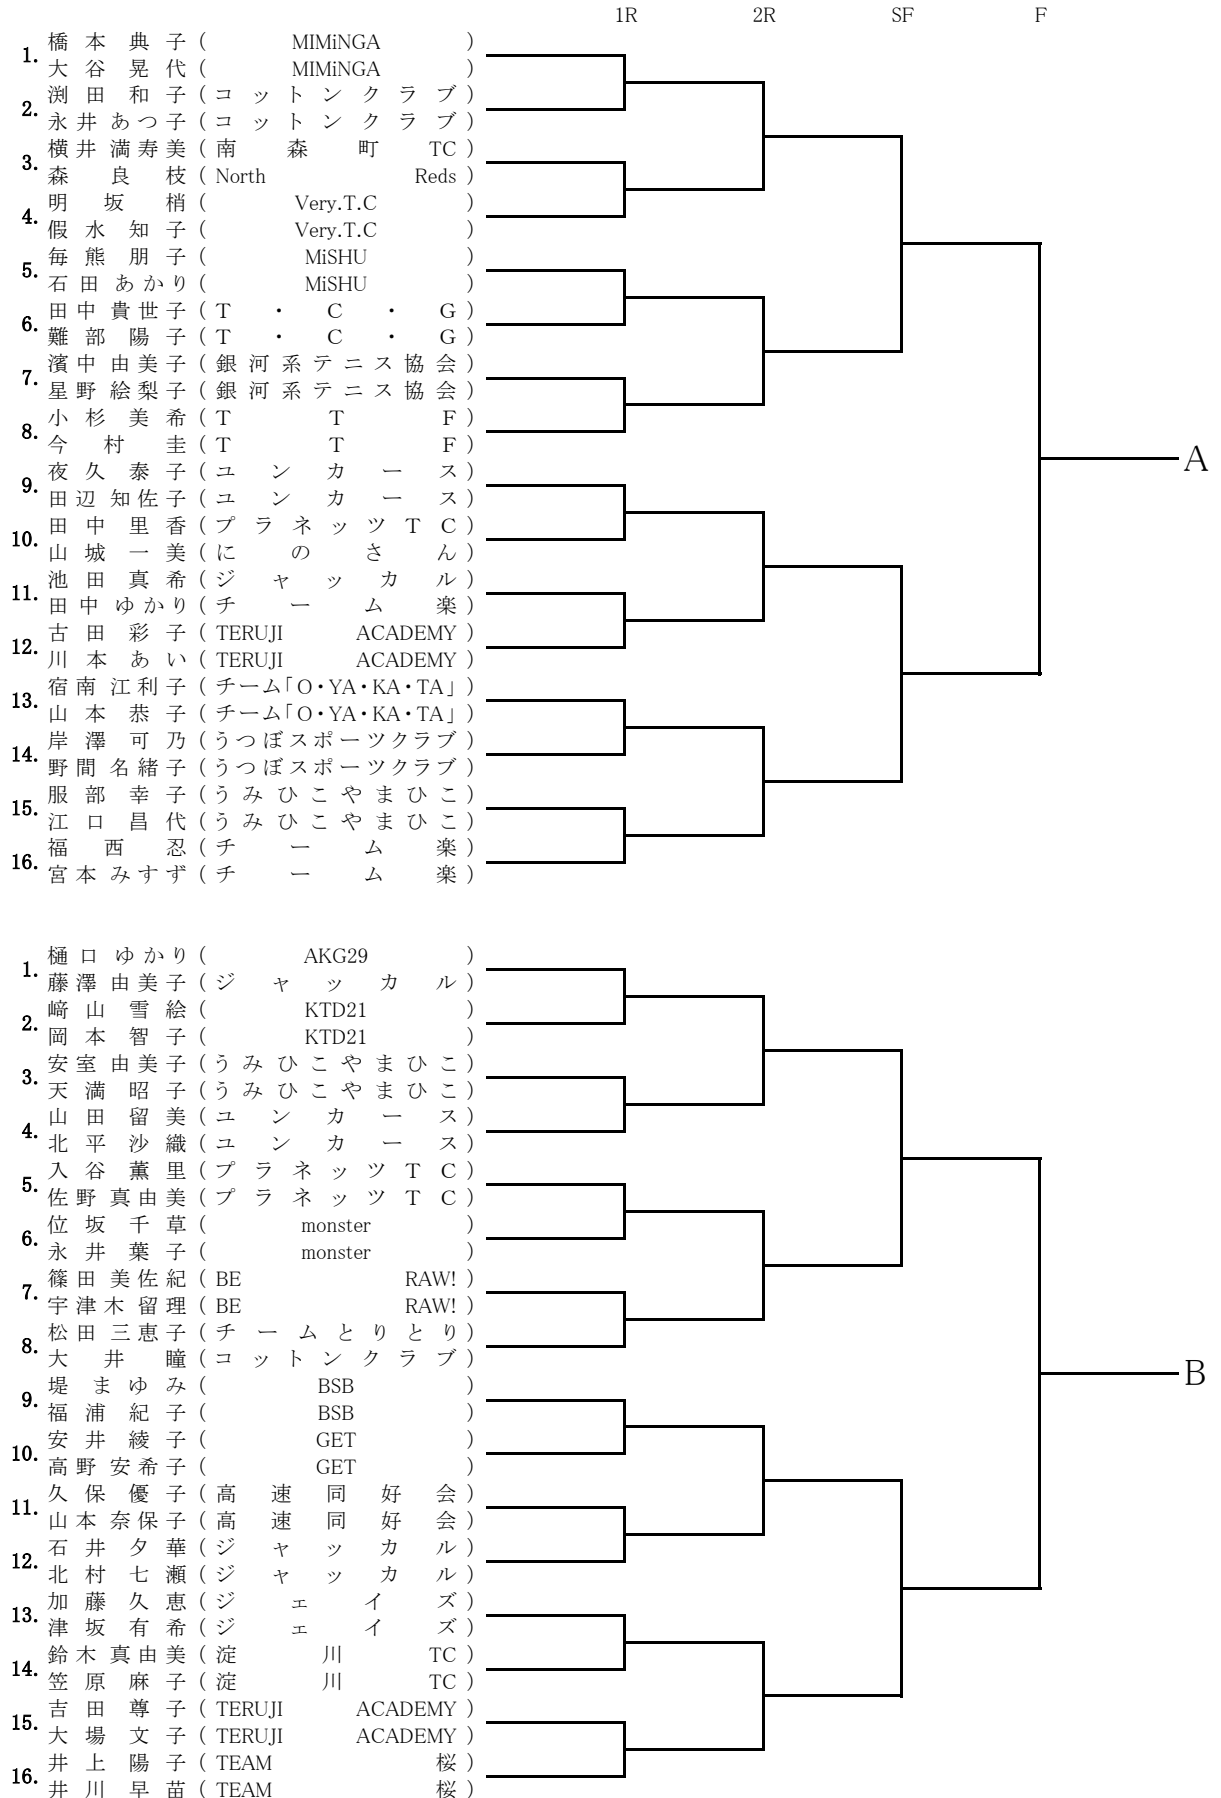 1R 2R SF F
1. 橋本典子(MIMiNGA)
大谷晃代(MIMiNGA)
2. 渕田和子(コットンクラブ)
永井あつ子(コットンクラブ)
3. 横井満寿美(南森町TC)
森良枝(North Reds)
4. 明坂梢(Very.T.C)
假水知子(Very.T.C)
5. 毎熊朋子(MiSHU)
石田あかり(MiSHU)
6. 田中貴世子(T・C・G)
難部陽子(T・C・G)
7. 濱中由美子(銀河系テニス協会)
星野絵梨子(銀河系テニス協会)
8. 小杉美希(TTF)
今村圭(TTF)
A
9. 夜久泰子(ユンカース)
田辺知佐子(ユンカース)
10. 田中里香(プラネッツTC)
山城一美(にのさん)
11. 池田真希(ジャッカル)
田中ゆかり(チーム楽)
12. 古田彩子(TERUJI ACADEMY)
川本あい(TERUJI ACADEMY)
13. 宿南江利子(チーム「O・YA・KA・TA」)
山本恭子(チーム「O・YA・KA・TA」)
14. 岸澤可乃(うつぼスポーツクラブ)
野間名緒子(うつぼスポーツクラブ)
15. 服部幸子(うみひこやまひこ)
江口昌代(うみひこやまひこ)
16. 福西忍(チーム楽)
宮本みすず(チーム楽)
1. 樋口ゆかり(AKG29)
藤澤由美子(ジャッカル)
2. 﨑山雪絵(KTD21)
岡本智子(KTD21)
3. 安室由美子(うみひこやまひこ)
天満昭子(うみひこやまひこ)
4. 山田留美(ユンカース)
北平沙織(ユンカース)
5. 入谷薫里(プラネッツTC)
佐野真由美(プラネッツTC)
6. 位坂千草(monster)
永井葉子(monster)
7. 篠田美佐紀(BE RAW!)
宇津木留理(BE RAW!)
8. 松田三恵子(チームとりとり)
大井瞳(コットンクラブ)
B
9. 堤まゆみ(BSB)
福浦紀子(BSB)
10. 安井綾子(GET)
高野安希子(GET)
11. 久保優子(高速同好会)
山本奈保子(高速同好会)
12. 石井夕華(ジャッカル)
北村七瀬(ジャッカル)
13. 加藤久恵(ジェイズ)
津坂有希(ジェイズ)
14. 鈴木真由美(淀川TC)
笠原麻子(淀川TC)
15. 吉田尊子(TERUJI ACADEMY)
大場文子(TERUJI ACADEMY)
16. 井上陽子(TEAM桜)
井川早苗(TEAM桜)